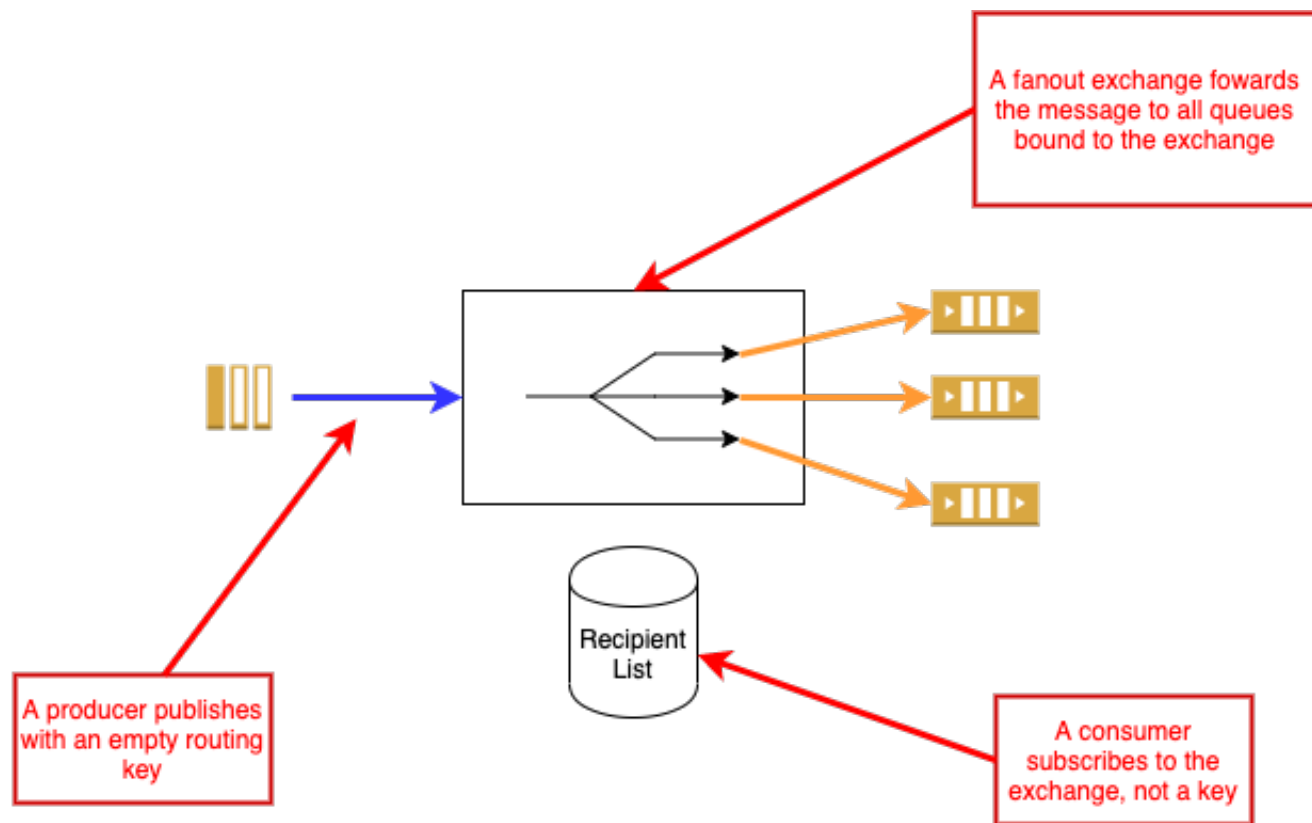 A fanout exchange fowards
the message to all queues
bound to the exchange
Recipient
List
A producer publishes
with an empty routing
key
A consumer
subscribes to the
exchange, not a key